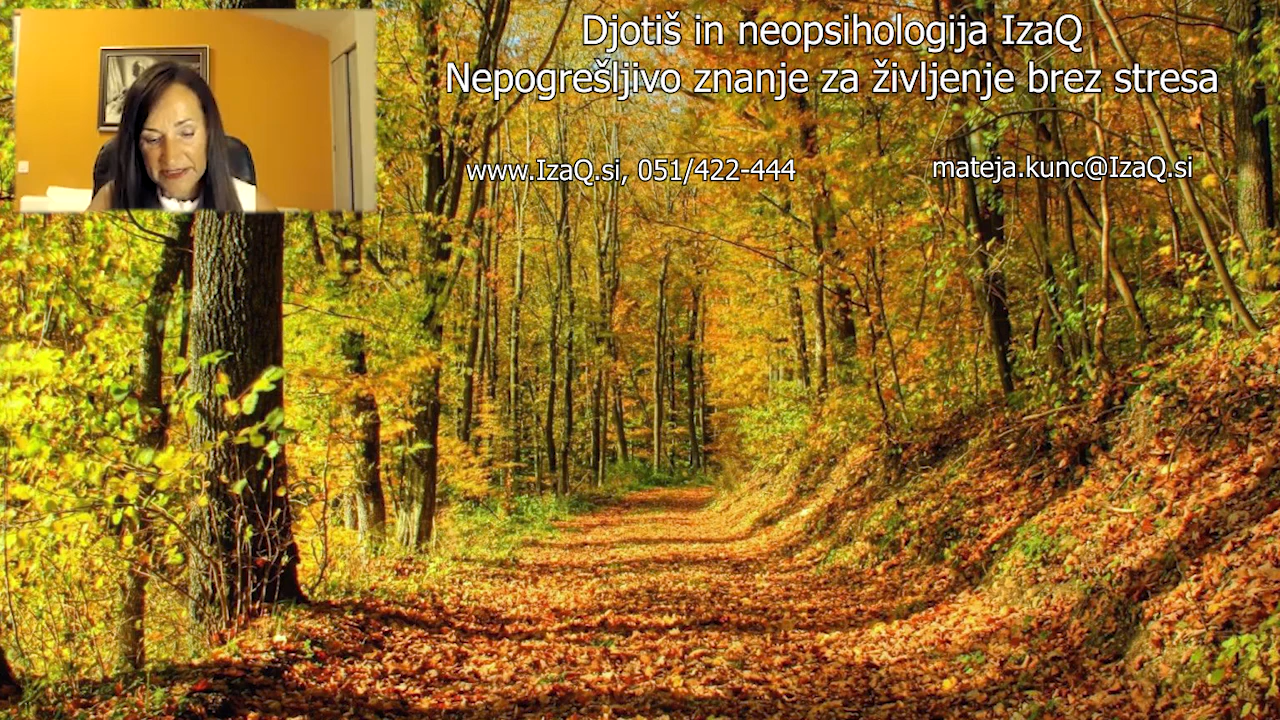 Djotiš in neopsihologija IzaQ
Nepogrešljivo znanje za življenje brez stresa
www.IzaQ.si, 051/422-444 mateja.kunc@IzaQ.si